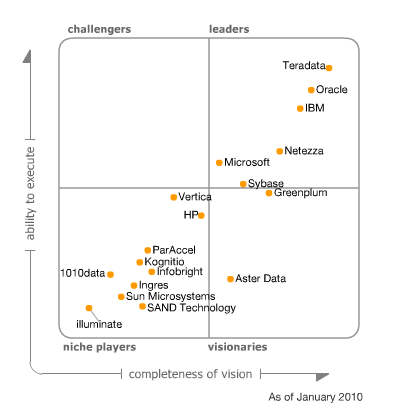 challengers
leaders
Teradata
Oracle
IBM
Netezza
Microsoft
Sybase
Greenplum
Vertica
HP
ability to execute
ParAccel
Kognitio
Infobright
1010data
Aster Data
Ingres
Sun Microsystems
SAND Technology
illuminate
niche players
visionaries
completeness of vision
As of January 2010